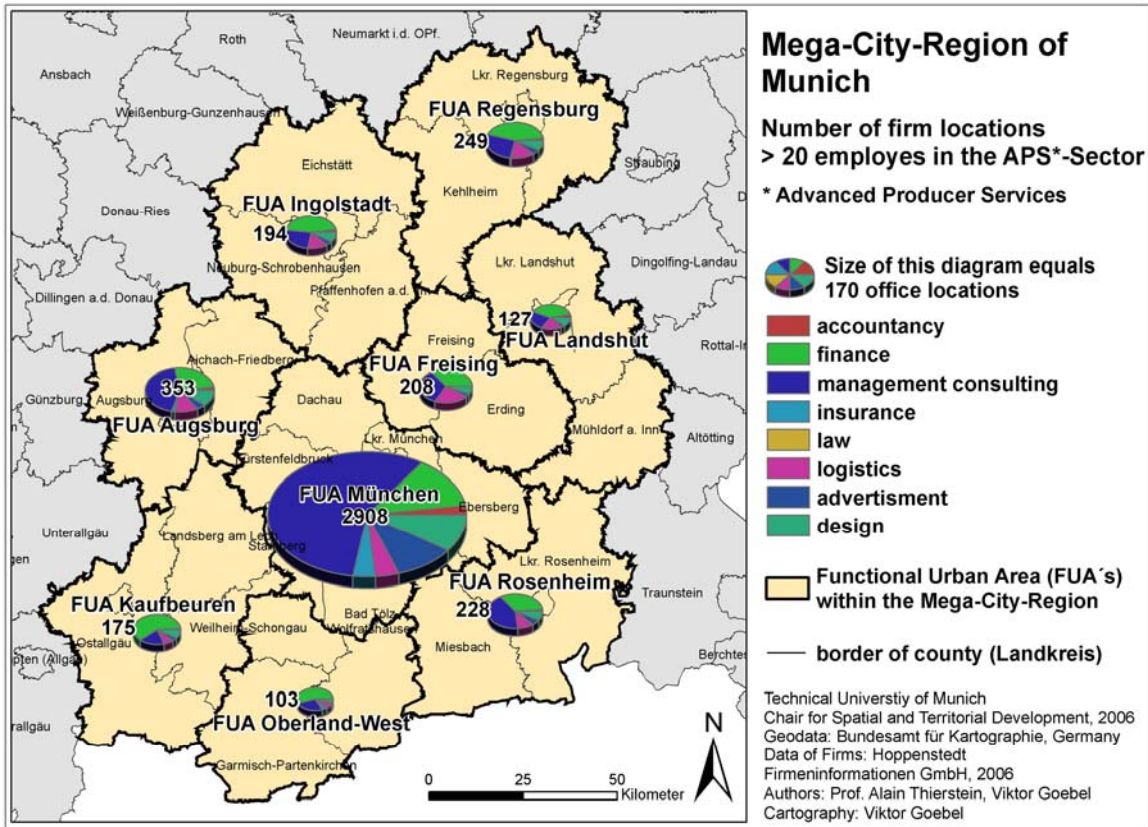 Mega-City-Region of
Munich
Number of firm locations
> 20 employes in the APS*-Sector
* Advanced Producer Services
Size of this diagram equals
170 office locations
accountancy
finance
management consulting
insurance
law
logistics
advertisment
design
Functional Urban Area (FUA´s)
within the Mega-City-Region
border of county (Landkreis)
Technical Universtiy of Munich
Chair for Spatial and Territorial Development, 2006
Geodata: Bundesamt für Kartographie, Germany
Data of Firms: Hoppenstedt
Firmeninformationen GmbH, 2006
Authors: Prof. Alain Thierstein, Viktor Goebel
Cartography: Viktor Goebel
Roth
Neumarkt i.d. OPf.
Ansbach
Lkr. Regensburg
Weißenburg-Gunzenhausen
FUA Regensburg
249
Eichstätt
Straubing
Kehlheim
Donau-Ries
FUA Ingolstadt
194
Lkr. Landshut
Dingolfing-Landau
Neuburg-Schrobenhausen
Pfaffenhofen a.d.
Dillingen a.d. Donau
127
FUA Landshut
Freising
Rottal-In
Aichach-Friedberg
FUA Freising
208
353
Günzburg
Augsburg
Dachau
Erding
FUA Augsburg
Lkr. München
Mühldorf a. Inn
Altötting
Fürstenfeldbruck
FUA München
2908
Ebersberg
Unterallgäu
Landsberg am Lech
Lkr. Rosenheim
FUA Rosenheim
228
Traunstein
FUA Kaufbeuren
175
Bad Tölz
Wolfratshausen
Weilheim-Schongau
Ostallgäu
Miesbach
(Allgäu)
Berchte
103
FUA Oberland-West
Garmisch-Partenkirchen
N
0 25 50
Kilometer